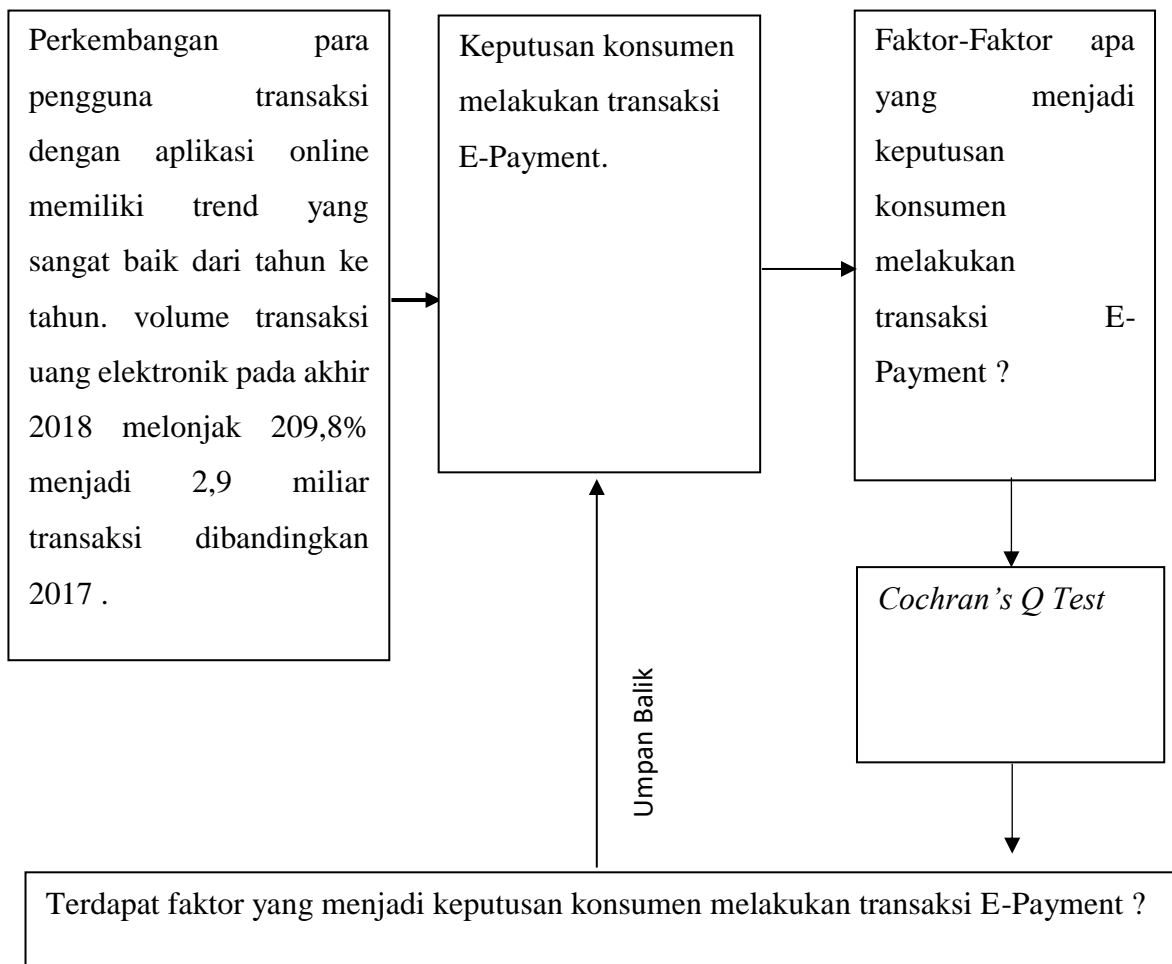 Perkembangan para
pengguna transaksi
dengan aplikasi online
memiliki trend yang
sangat baik dari tahun ke
tahun. volume transaksi
uang elektronik pada akhir
2018 melonjak 209,8%
menjadi 2,9 miliar
transaksi dibandingkan
2017 .
Keputusan konsumen
melakukan transaksi
E-Payment.
Faktor-Faktor apa
yang menjadi
keputusan
konsumen
melakukan
transaksi E-
Payment ?
Cochran’s Q Test
Umpan Balik
Terdapat faktor yang menjadi keputusan konsumen melakukan transaksi E-Payment ?